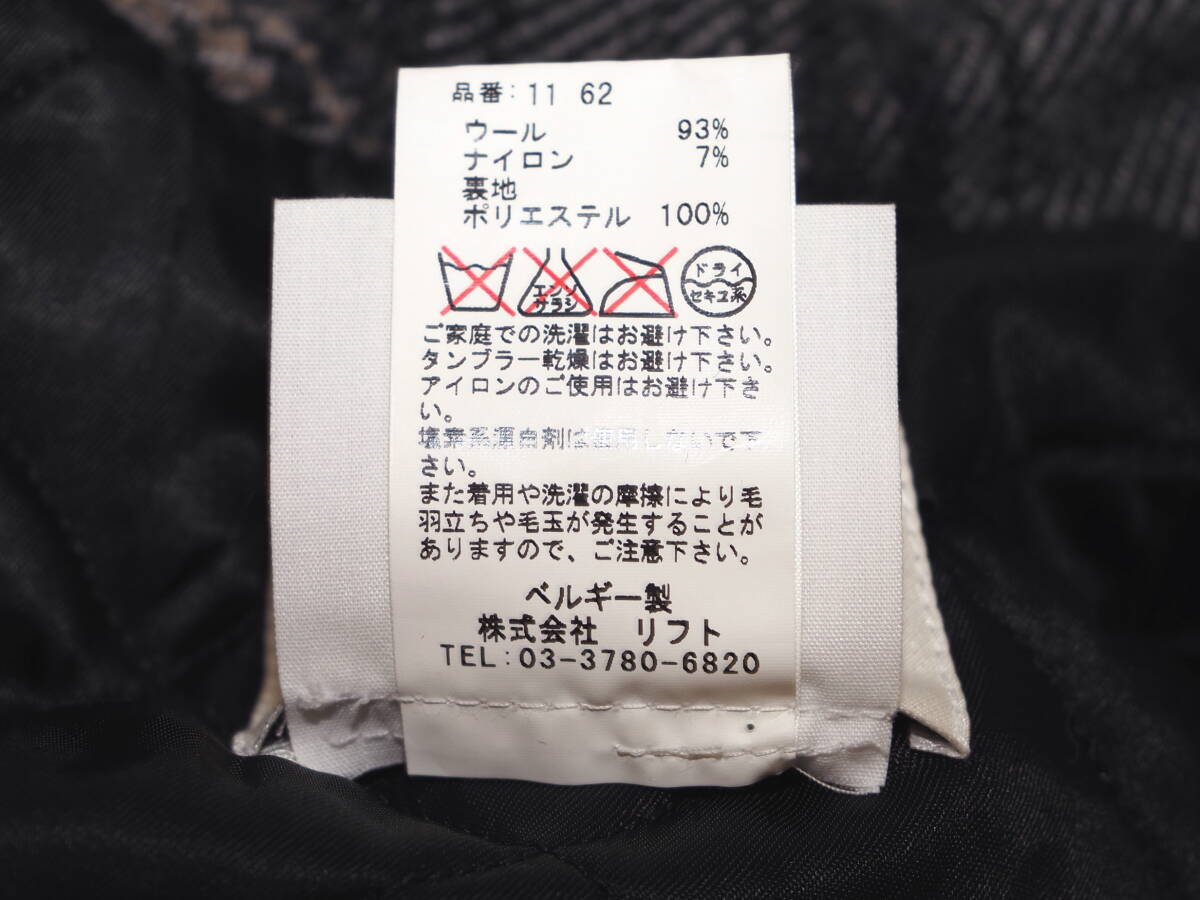 品番: 11 62
ウール 93%
ナイロン 7%
裏地
ポリエステル 100%
エンソ
サラシ
ドライ
セキユ系
ご家庭での洗濯はお避け下さい。
タンブラー乾燥はお避け下さい。
アイロンのご使用はお避け下さ
い。
塩素系漂白剤は使用しないで下
さい。
また着用や洗濯の摩擦により毛
羽立ちや毛玉が発生することが
ありますので、ご注意下さい。
ベルギー製
株式会社 リフト
TEL:03-3780-6820